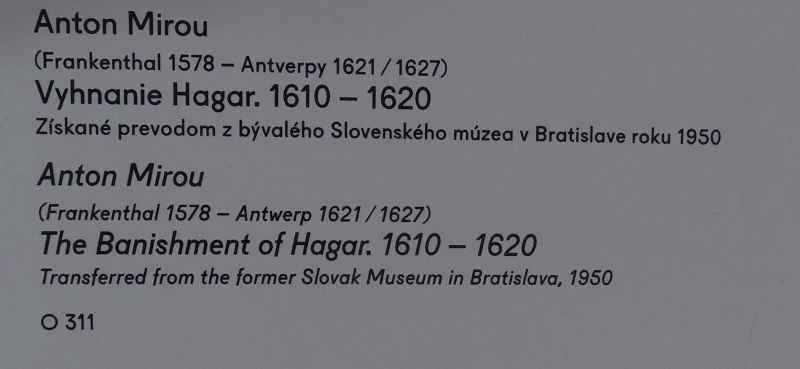 Anton Mirou
(Frankenthal 1578 – Antverpy 1621 / 1627)
Vyhnanie Hagar. 1610 – 1620
Získané prevodom z bývalého Slovenského múzea v Bratislave roku 1950
Anton Mirou
(Frankenthal 1578 – Antwerp 1621 / 1627)
The Banishment of Hagar. 1610 – 1620
Transferred from the former Slovak Museum in Bratislava, 1950
O 311